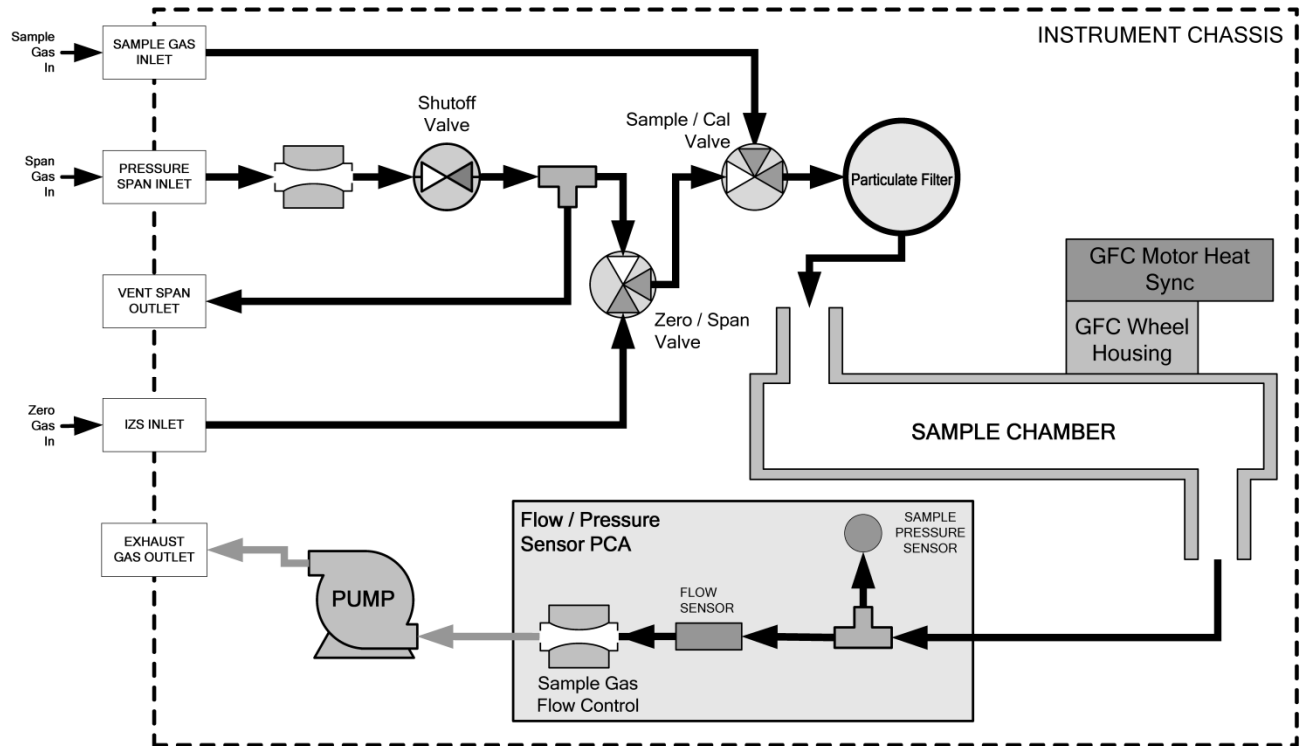 INSTRUMENT CHASSIS
Sample
Gas
In
SAMPLE GAS
INLET
Shutoff
Valve
Sample / Cal
Valve
Span
Gas
In
PRESSURE
SPAN INLET
Particulate Filter
VENT SPAN
OUTLET
Zero / Span
Valve
GFC Motor Heat
Sync
GFC Wheel
Housing
Zero
Gas
In
IZS INLET
SAMPLE CHAMBER
EXHAUST
GAS OUTLET
PUMP
Flow / Pressure
Sensor PCA
SAMPLE
PRESSURE
SENSOR
FLOW
SENSOR
Sample Gas
Flow Control